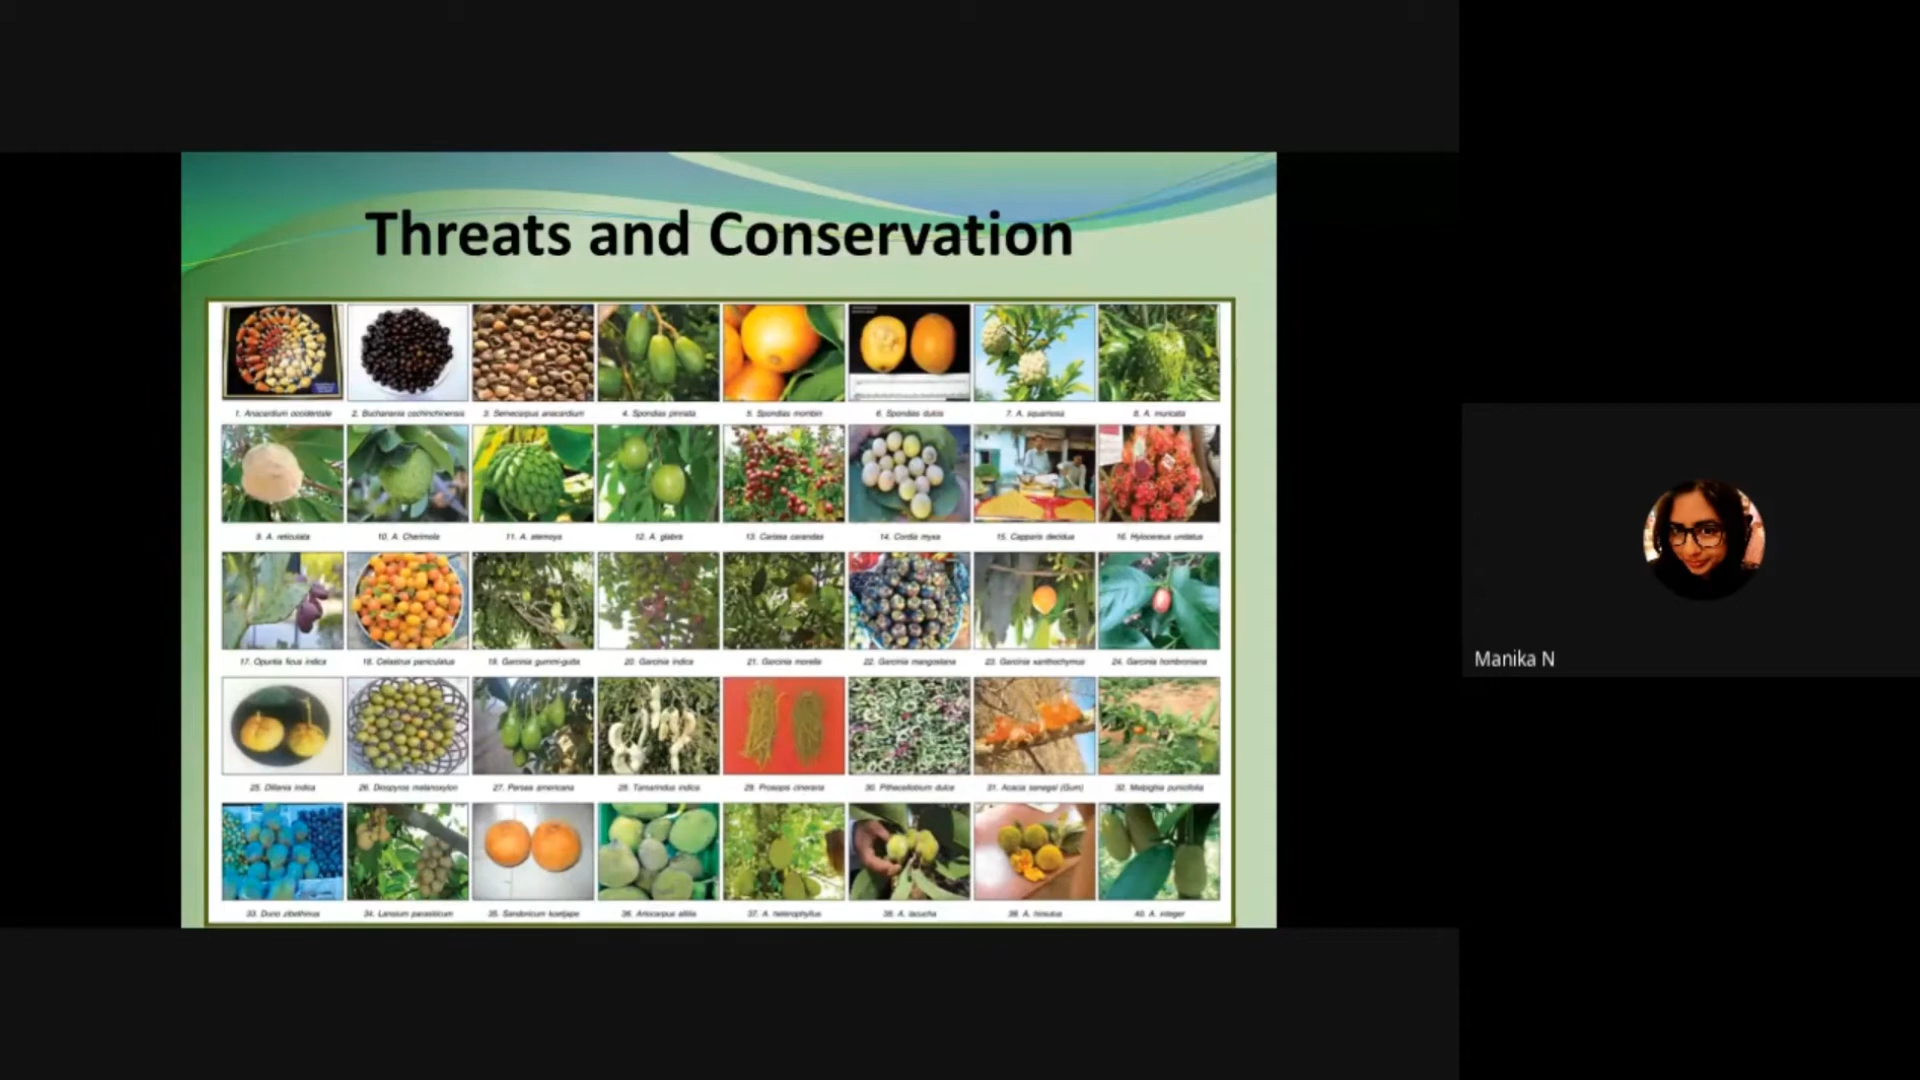 Threats and Conservation
1. Anacardium occidentale
2. Buchanania cochinchinensis
3. Semecarpus anacardium
4. Spondias pinnata
5. Spondias mombin
6. Spondias dulcis
7. A. squamosa
8. A. muricata
9. A. reticulata
10. A. Cherimola
11. A. atemoya
12. A. glabra
13. Carissa carandas
14. Cordia myxa
15. Capparis decidua
16. Hylocereus undatus
17. Opuntia ficus indica
18. Celastrus paniculatus
19. Garcinia gummi-gutta
20. Garcinia indica
21. Garcinia morella
22. Garcinia mangostana
23. Garcinia xanthochymus
24. Garcinia hombroniana
25. Dillenia indica
26. Diospyros melanoxylon
27. Persea americana
28. Tamarindus indica
29. Prosopis cineraria
30. Pithecellobium dulce
31. Acacia senegal (Gum)
32. Malpighia punicifolia
33. Durio zibethinus
34. Lansium parasiticum
35. Sandoricum koetjape
36. Artocarpus altilis
37. A. heterophyllus
38. A. lacucha
39. A. hirsutus
40. A. integer
Manika N